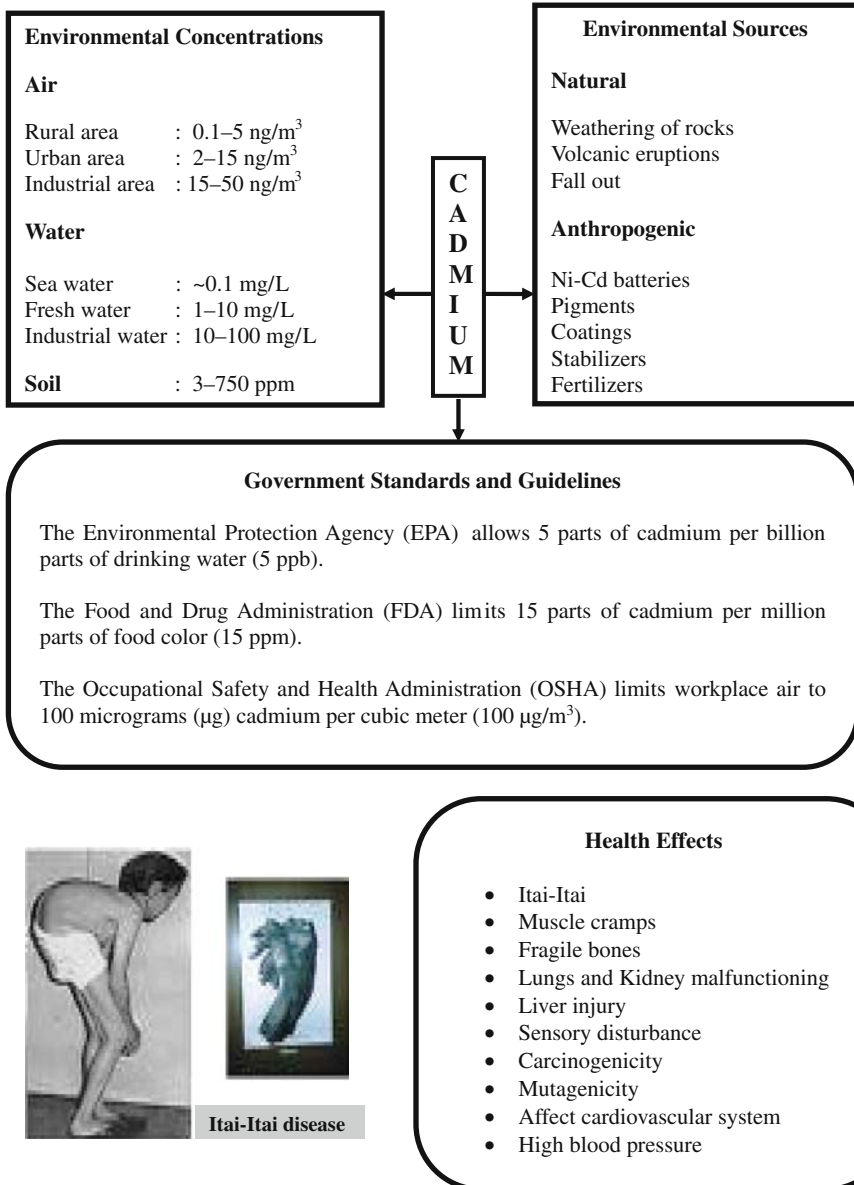 Environmental Concentrations
Air
Rural area : 0.1–5 ng/m³
Urban area : 2–15 ng/m³
Industrial area : 15–50 ng/m³
Water
Sea water : ~0.1 mg/L
Fresh water : 1–10 mg/L
Industrial water : 10–100 mg/L
Soil : 3–750 ppm
C
A
D
M
I
U
M
Environmental Sources
Natural
Weathering of rocks
Volcanic eruptions
Fall out
Anthropogenic
Ni-Cd batteries
Pigments
Coatings
Stabilizers
Fertilizers
Government Standards and Guidelines
The Environmental Protection Agency (EPA) allows 5 parts of cadmium per billion
parts of drinking water (5 ppb).
The Food and Drug Administration (FDA) limits 15 parts of cadmium per million
parts of food color (15 ppm).
The Occupational Safety and Health Administration (OSHA) limits workplace air to
100 micrograms (µg) cadmium per cubic meter (100 µg/m³).
Itai-Itai disease
Health Effects
• Itai-Itai
• Muscle cramps
• Fragile bones
• Lungs and Kidney malfunctioning
• Liver injury
• Sensory disturbance
• Carcinogenicity
• Mutagenicity
• Affect cardiovascular system
• High blood pressure